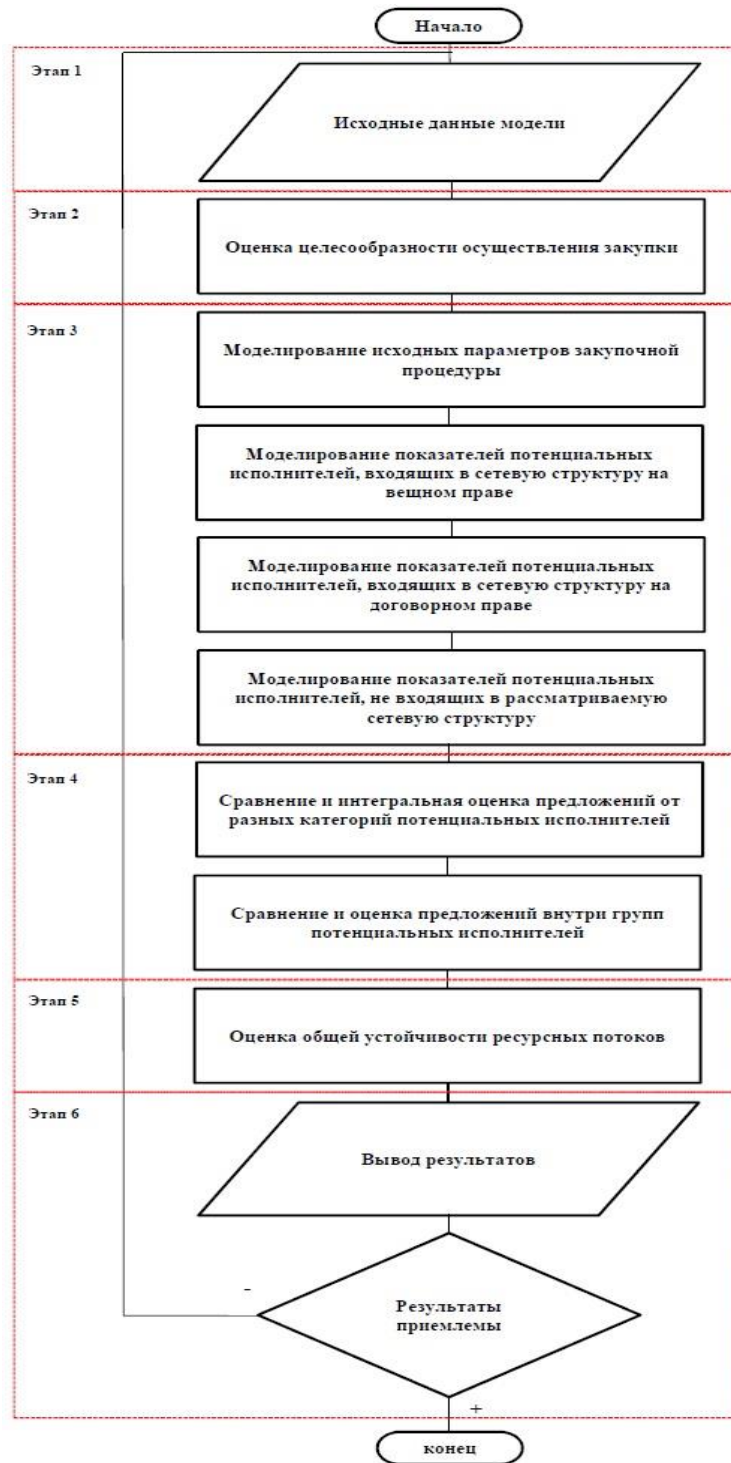 Начало
Этап 1
Исходные данные модели
Этап 2
Оценка целесообразности осуществления закупки
Этап 3
Моделирование исходных параметров закупочной
процедуры
Моделирование показателей потенциальных
исполнителей, входящих в сетевую структуру на
вещном праве
Моделирование показателей потенциальных
исполнителей, входящих в сетевую структуру на
договорном праве
Моделирование показателей потенциальных
исполнителей, не входящих в рассматриваемую
сетевую структуру
Этап 4
Сравнение и интегральная оценка предложений от
разных категорий потенциальных исполнителей
Сравнение и оценка предложений внутри групп
потенциальных исполнителей
Этап 5
Оценка общей устойчивости ресурсных потоков
Этап 6
Вывод результатов
-
Результаты
приемлемы
+
конец